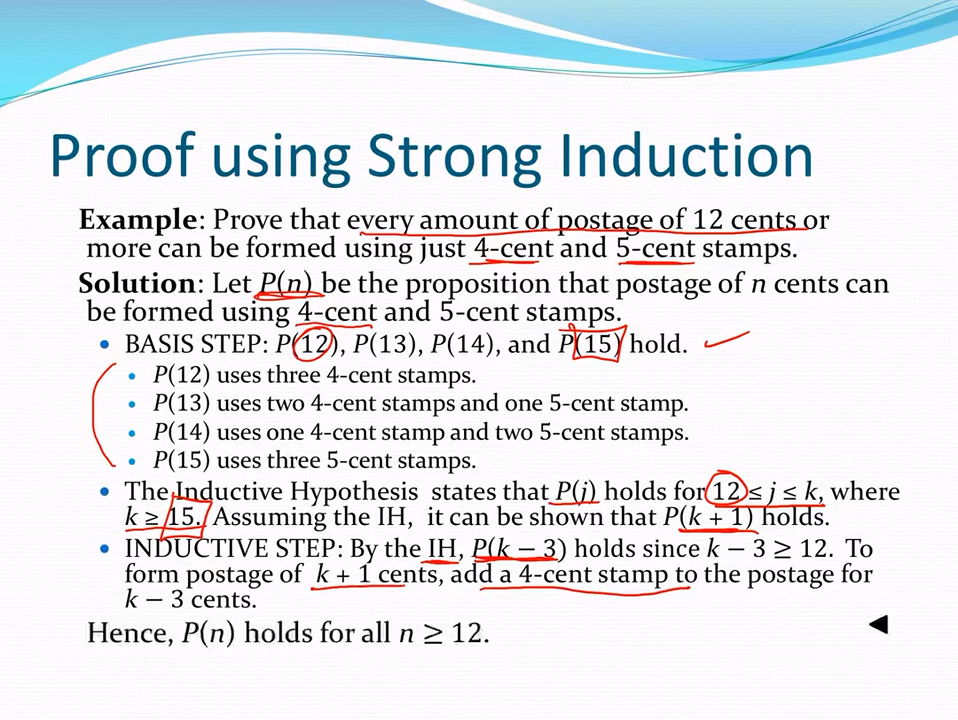 Proof using Strong Induction
Example: Prove that every amount of postage of 12 cents or
more can be formed using just 4-cent and 5-cent stamps.
Solution: Let P(n) be the proposition that postage of n cents can
be formed using 4-cent and 5-cent stamps.
• BASIS STEP: P(12), P(13), P(14), and P(15) hold.
• P(12) uses three 4-cent stamps.
• P(13) uses two 4-cent stamps and one 5-cent stamp.
• P(14) uses one 4-cent stamp and two 5-cent stamps.
• P(15) uses three 5-cent stamps.
• The Inductive Hypothesis states that P(j) holds for 12 ≤ j ≤ k, where
k ≥ 15. Assuming the IH, it can be shown that P(k + 1) holds.
• INDUCTIVE STEP: By the IH, P(k − 3) holds since k − 3 ≥ 12. To
form postage of k + 1 cents, add a 4-cent stamp to the postage for
k − 3 cents.
Hence, P(n) holds for all n ≥ 12.